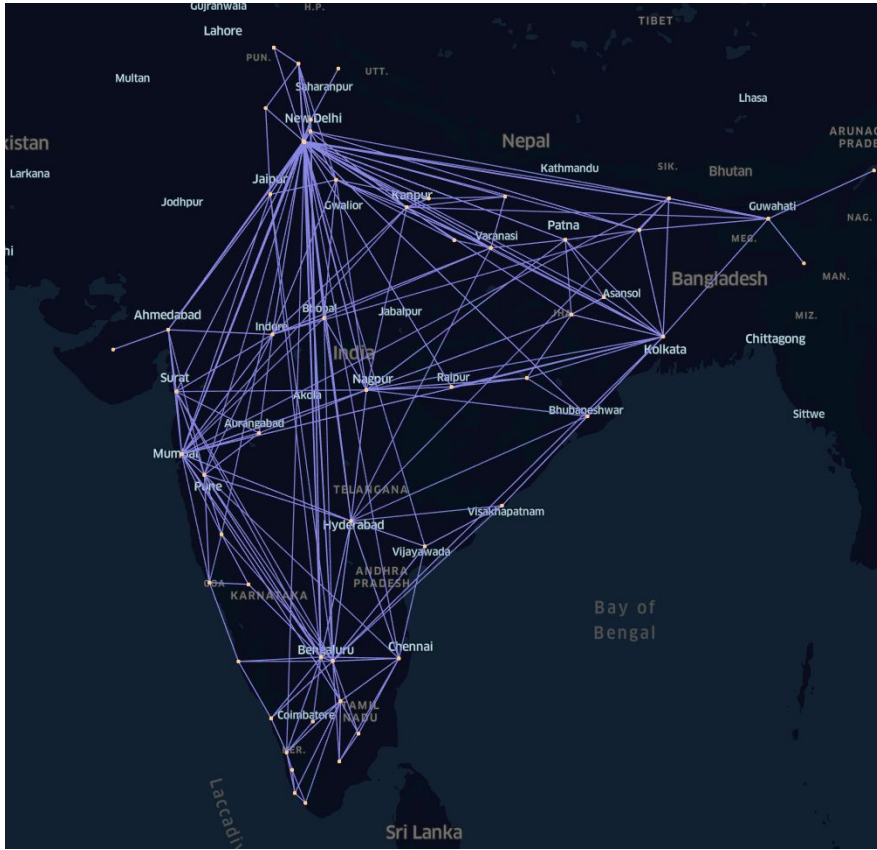 Gujranwala
H.P.
TIBET
Lahore
PUN.
UTT.
Multan
Saharanpur
Lhasa
New Delhi
ARUNAC
PRADE
kistan
Nepal
Kathmandu
SIK.
Bhutan
Larkana
Jaipur
Kanpur
Jodhpur
Gwalior
Guwahati
NAG.
Patna
Varanasi
MEG.
hi
Bangladesh
MAN.
Asansol
Ahmedabad
Bhopal
Jabalpur
JHA.
MIZ.
Indore
India
Kolkata
Chittagong
Surat
Nagpur
Raipur
Akola
Bhubaneshwar
Sittwe
Aurangabad
Mumbai
Pune
TELANGANA
Visakhapatnam
Hyderabad
Vijayawada
GOA
KARNATAKA
ANDHRA
PRADESH
Bay of
Bengal
Bengaluru
Chennai
Coimbatore
TAMIL
NADU
KER.
Laccadiv
Sri Lanka